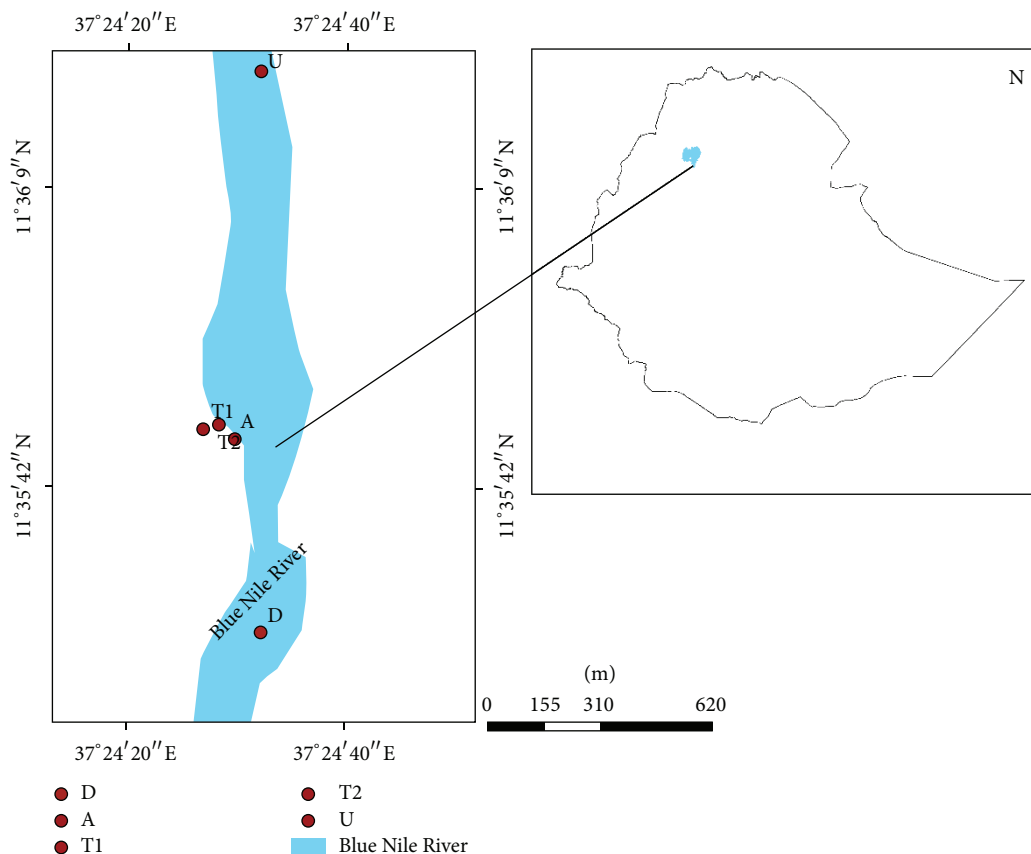 37°24′20″E 37°24′40″E
U
N
11°36′9″N
11°36′9″N
T1 A
T2
11°35′42″N
11°35′42″N
Blue Nile River
D
(m)
0 155 310 620
37°24′20″E 37°24′40″E
D
A
T1
T2
U
Blue Nile River